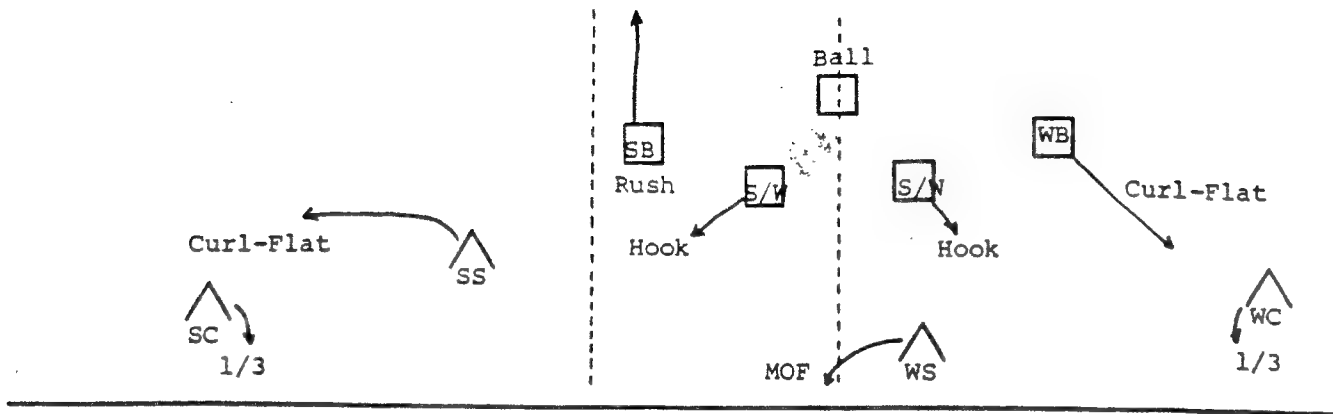 Ball
SB
WB
Rush
S/W
S/W
Curl-Flat
Curl-Flat
Hook
Hook
SS
SC
WC
1/3
MOF
WS
1/3